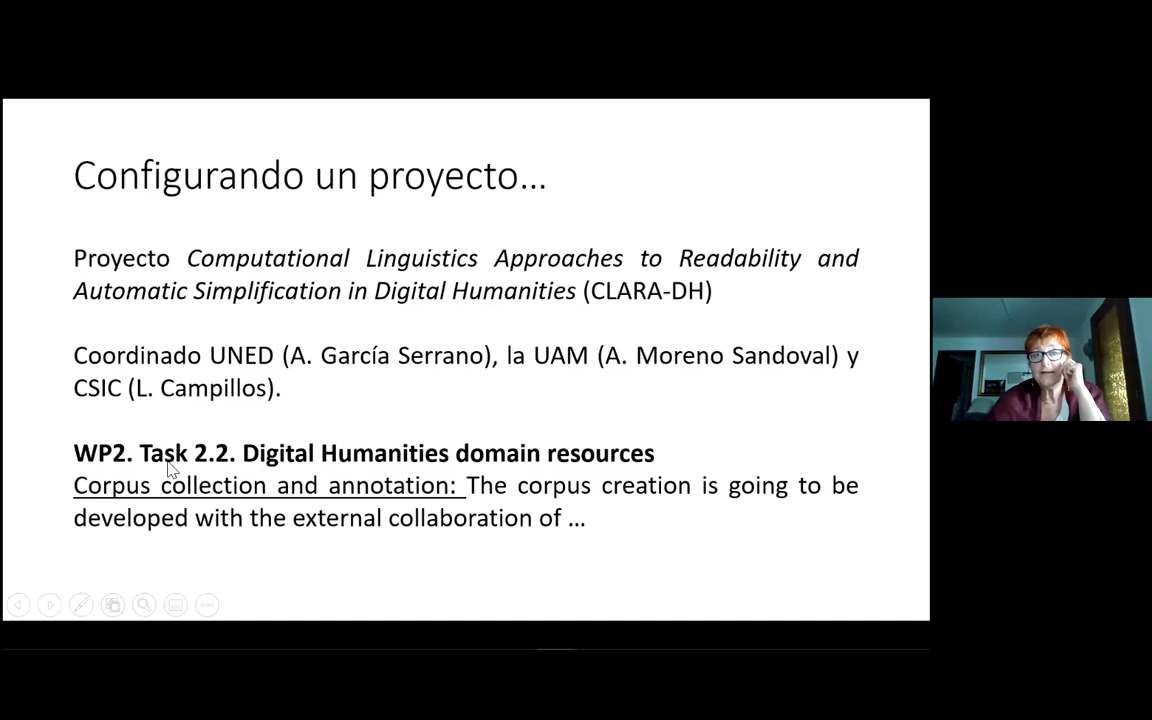 Configurando un proyecto…
Proyecto Computational Linguistics Approaches to Readability and
Automatic Simplification in Digital Humanities (CLARA-DH)
Coordinado UNED (A. García Serrano), la UAM (A. Moreno Sandoval) y
CSIC (L. Campillos).
WP2. Task 2.2. Digital Humanities domain resources
Corpus collection and annotation: The corpus creation is going to be
developed with the external collaboration of …